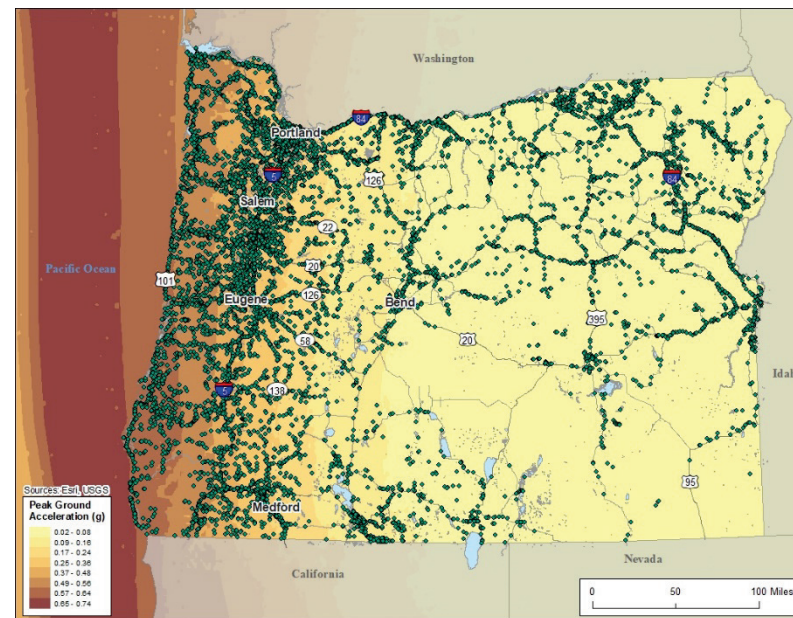 Washington
84
Portland
5
126
84
Salem
22
Pacific Ocean
20
101
126
Eugene
Bend
395
58
20
Idaho
5
138
95
Sources: Esri, USGS
Peak Ground
Acceleration (g)
0.02 - 0.08
0.09 - 0.16
0.17 - 0.24
0.25 - 0.36
0.37 - 0.48
0.49 - 0.56
0.57 - 0.64
0.65 - 0.74
Medford
California
Nevada
0 50 100 Miles